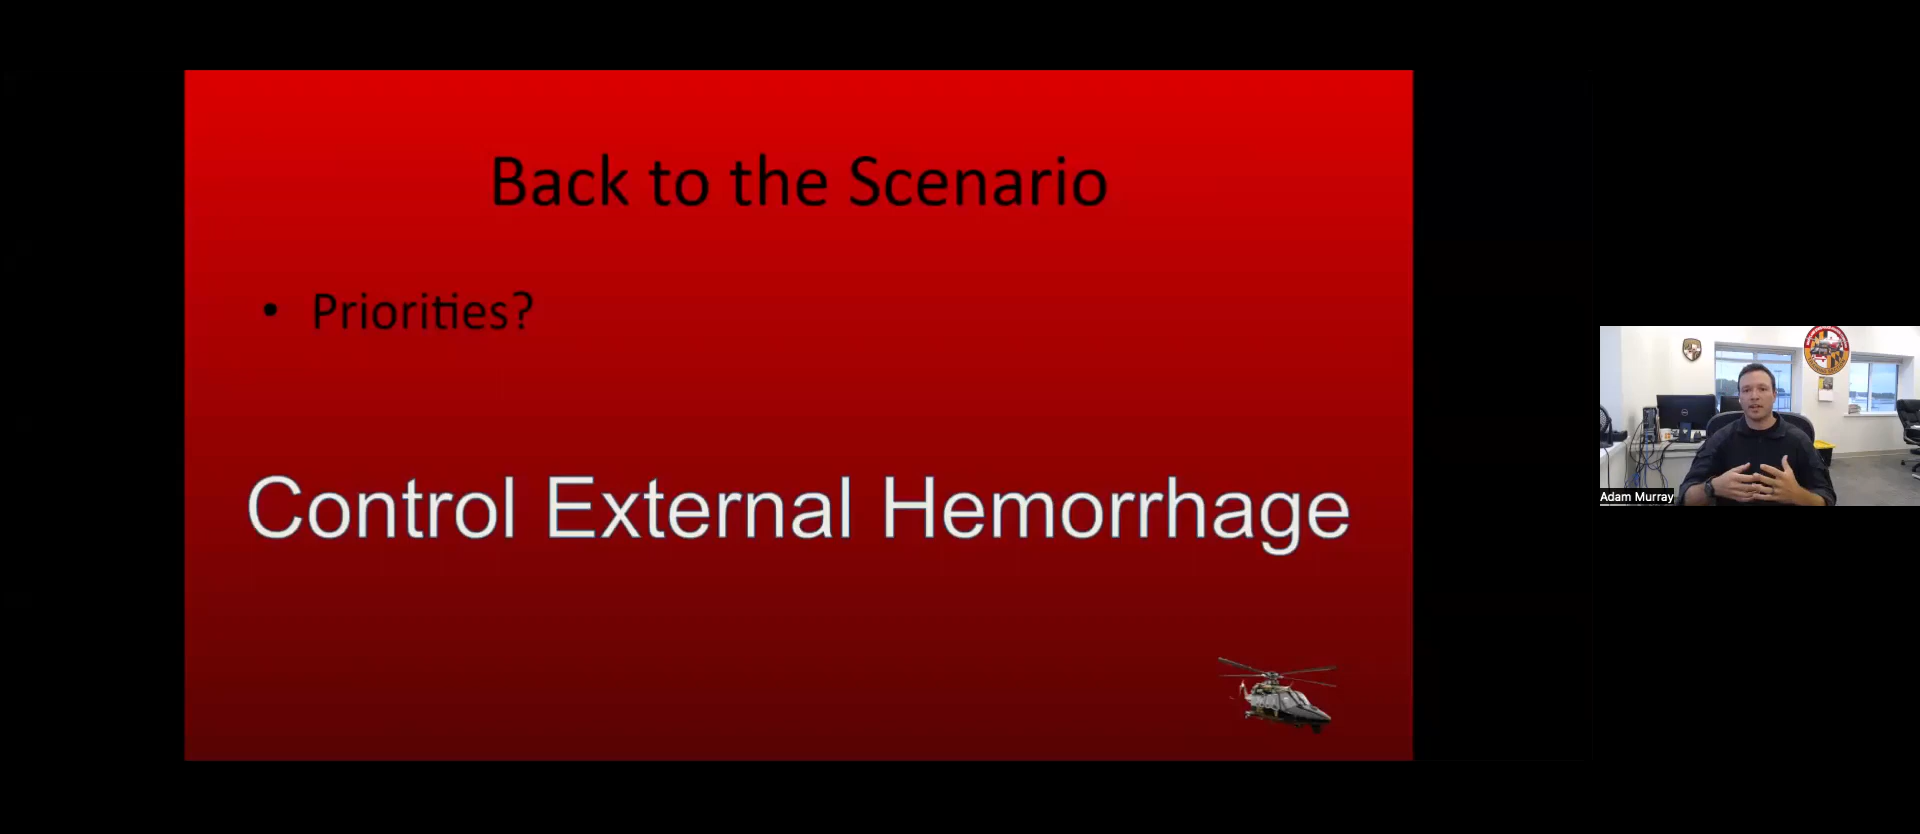 Back to the Scenario
• Priorities?
Control External Hemorrhage
Adam Murray